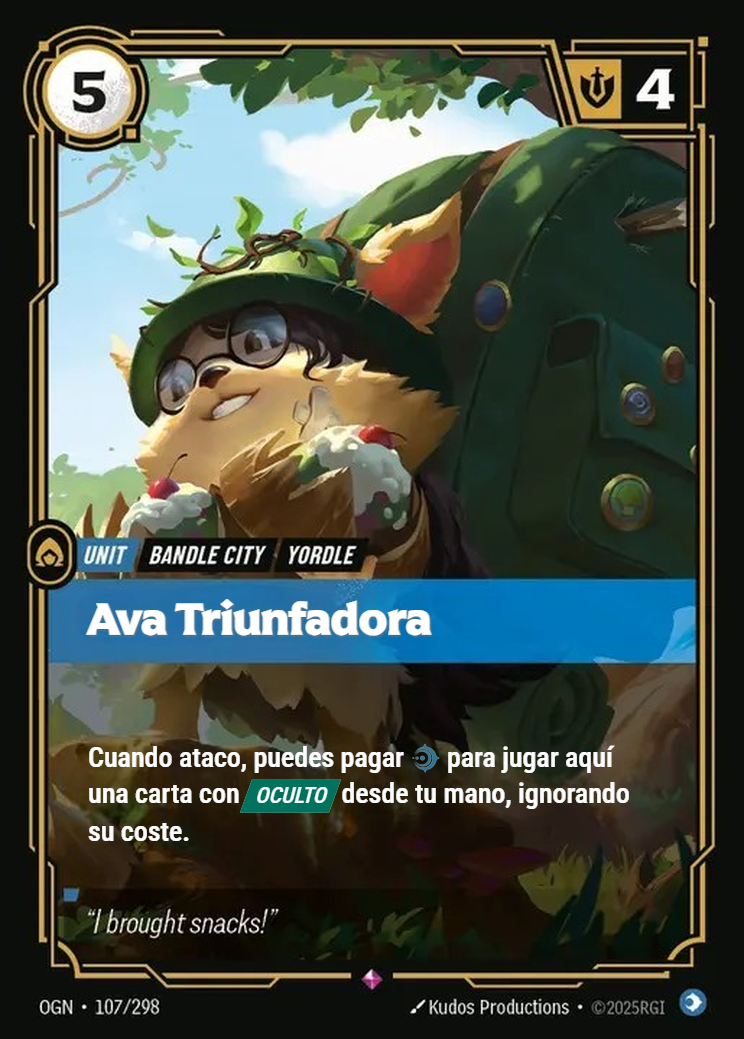 5
4
UNIT BANDLE CITY YORDLE
Ava Triunfadora
Cuando ataco, puedes pagar para jugar aquí
una carta con OCULTO desde tu mano, ignorando
su coste.
“I brought snacks!”
OGN • 107/298 Kudos Productions • ©2025RGI